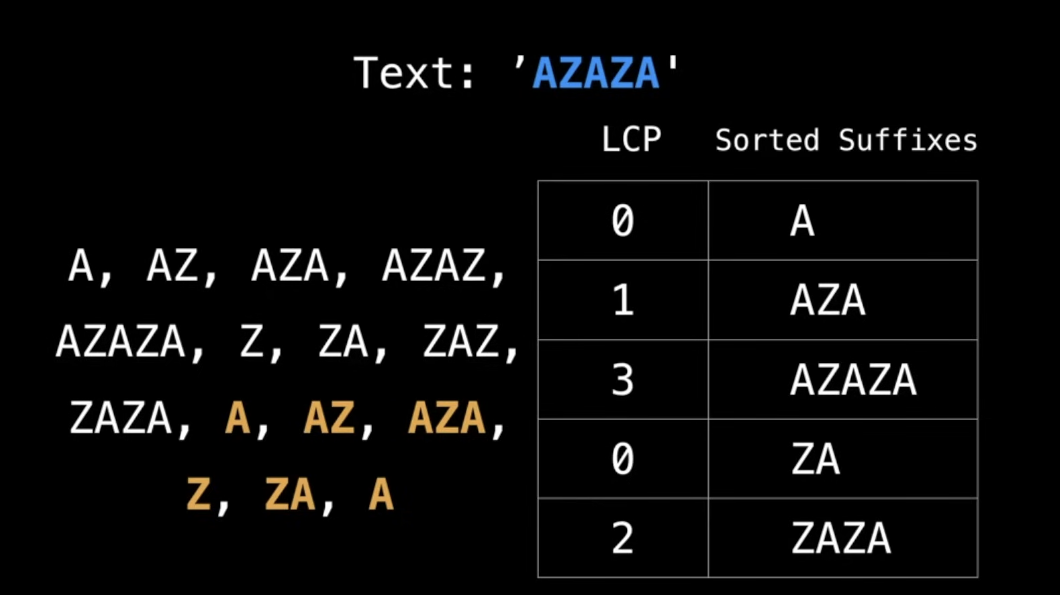 Text: ’AZAZA'
LCP Sorted Suffixes
A, AZ, AZA, AZAZ,
AZAZA, Z, ZA, ZAZ,
ZAZA, A, AZ, AZA,
Z, ZA, A
0 A
1 AZA
3 AZAZA
0 ZA
2 ZAZA